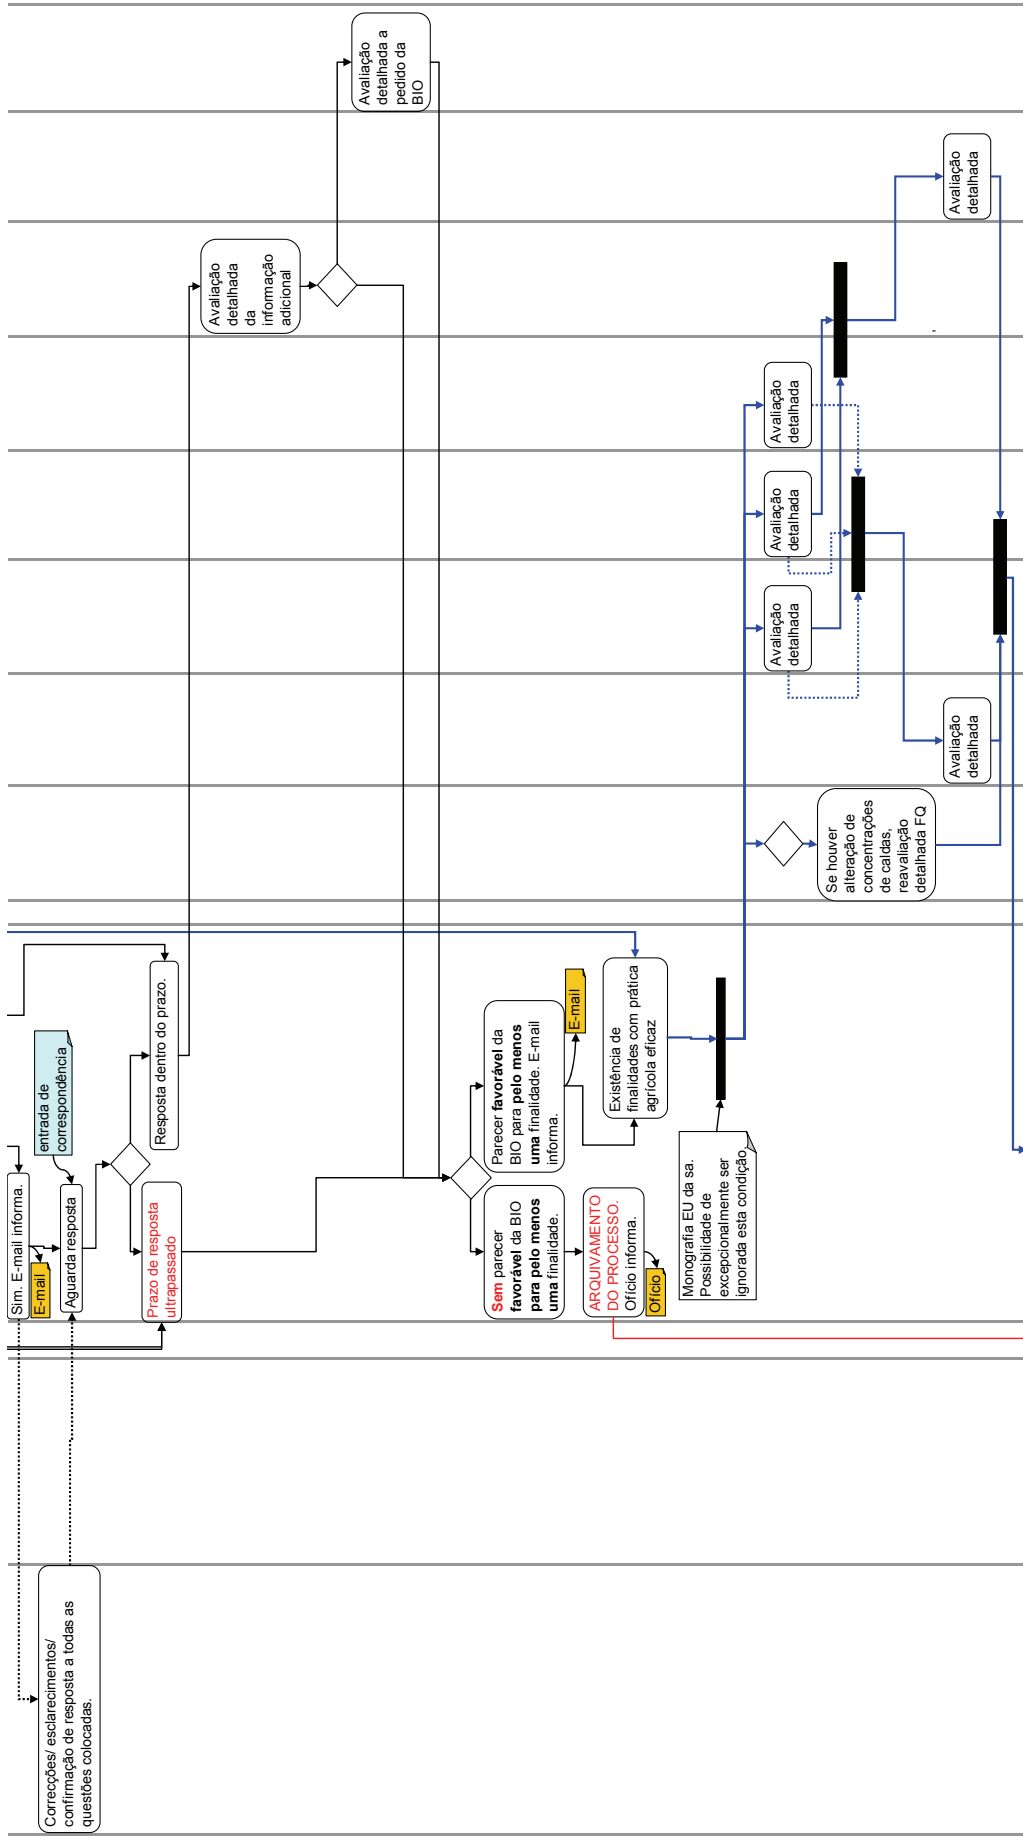 Correcções/ esclarecimentos/
confirmação de resposta a todas as
questões colocadas.
Sim. E-mail informa.
E-mail
Aguarda resposta
entrada de
correspondência
Prazo de resposta
ultrapassado
Resposta dentro do prazo.
Avaliação
detalhada
da
informação
adicional
Avaliação
detalhada a
pedido da
BIO
Sem parecer
favorável da BIO
para pelo menos
uma finalidade.
Parecer favorável da
BIO para pelo menos
uma finalidade. E-mail
informa.
E-mail
ARQUIVAMENTO
DO PROCESSO.
Ofício informa.
Ofício
Existência de
finalidades com prática
agrícola eficaz
Monografia EU da sa.
Possibilidade de
excepcionalmente ser
ignorada esta condição.
Avaliação
detalhada
Avaliação
detalhada
Avaliação
detalhada
Se houver
alteração de
concentrações
de caldas,
reavaliação
detalhada FQ
Avaliação
detalhada
Avaliação
detalhada